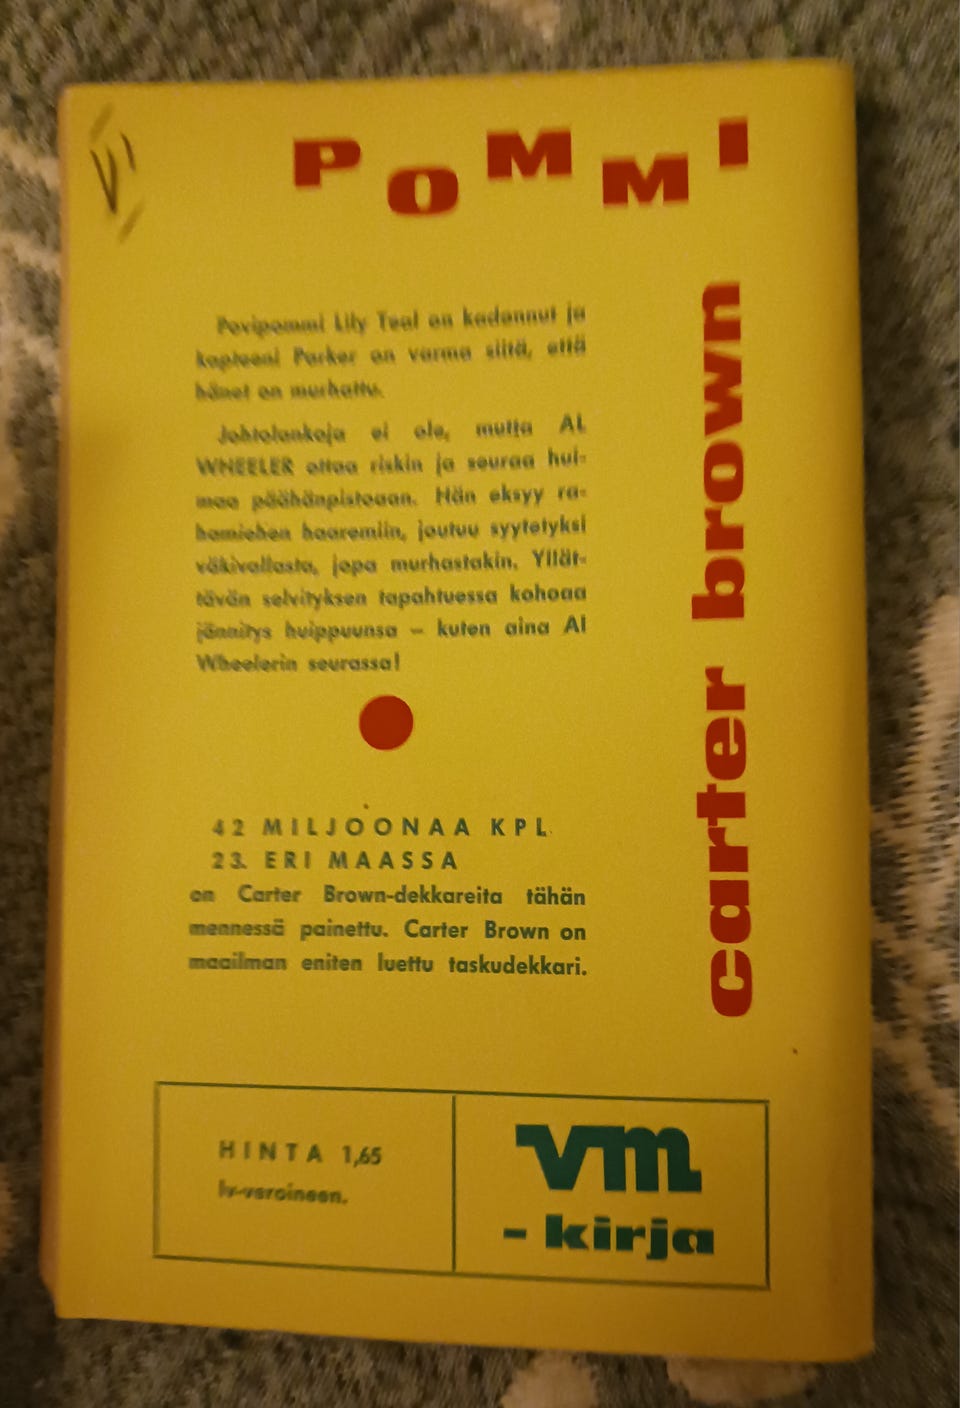 POMMI
carter brown
Povipommi Lily Teal on kadonnut ja
kapteeni Parker on varma siitä, että
hänet on murhattu.
Johtolankoja ei ole, mutta AL
WHEELER ottaa riskin ja seuraa hui-
maa päähänpistoaan. Hän eksyy ra-
hamiehen haaremiin, joutuu syytetyksi
väkivallasta, jopa murhastakin. Yllät-
tävän selvityksen tapahtuessa kohoaa
jännitys huippuunsa – kuten aina Al
Wheelerin seurassa!
42 MILJOONAA KPL
23. ERI MAASSA
on Carter Brown-dekkareita tähän
mennessä painettu. Carter Brown on
maailman eniten luettu taskudekkari.
HINTA 1,65
lv-veroineen.
vm
- kirja